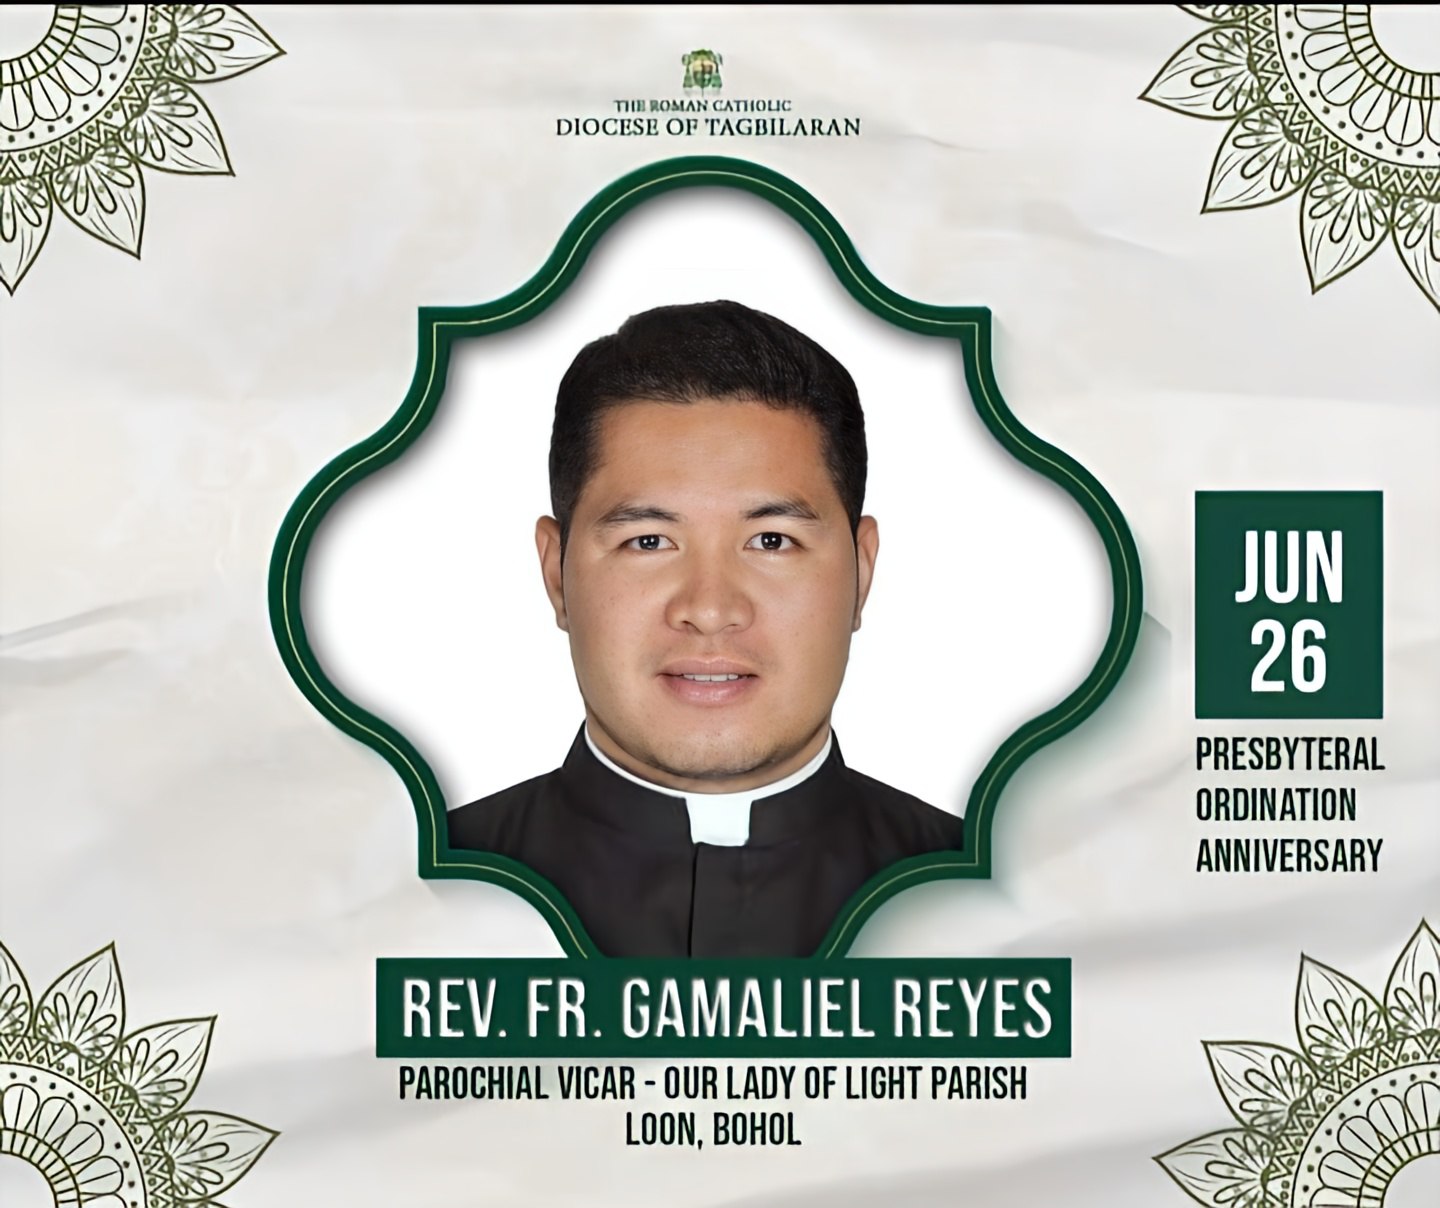 THE ROMAN CATHOLIC
DIOCESE OF TAGBILARAN
JUN
26
PRESBYTERAL
ORDINATION
ANNIVERSARY
REV. FR. GAMALIEL REYES
PAROCHIAL VICAR - OUR LADY OF LIGHT PARISH
LOON, BOHOL